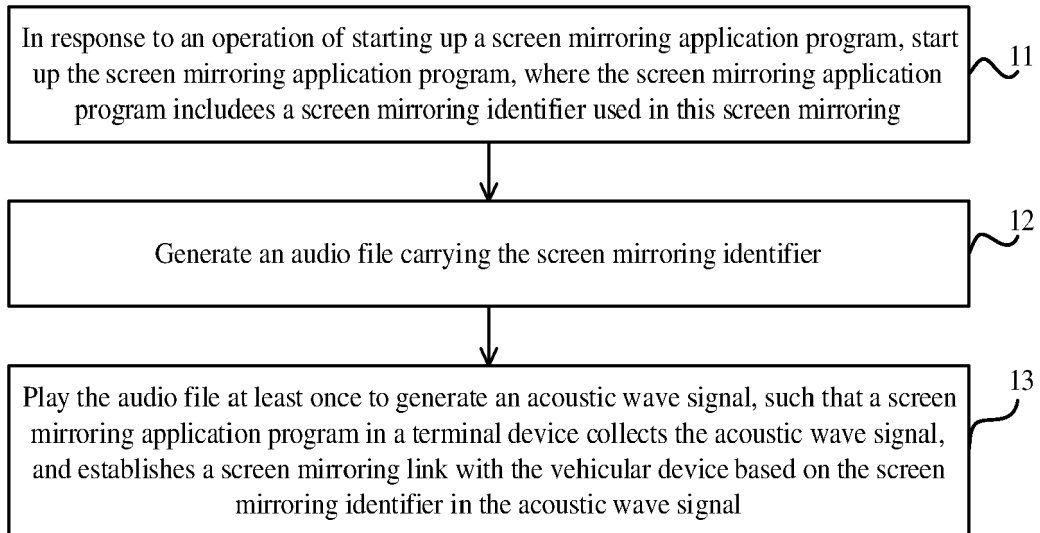 In response to an operation of starting up a screen mirroring application program, start
up the screen mirroring application program, where the screen mirroring application
program includees a screen mirroring identifier used in this screen mirroring
11
Generate an audio file carrying the screen mirroring identifier
12
Play the audio file at least once to generate an acoustic wave signal, such that a screen
mirroring application program in a terminal device collects the acoustic wave signal,
and establishes a screen mirroring link with the vehicular device based on the screen
mirroring identifier in the acoustic wave signal
13